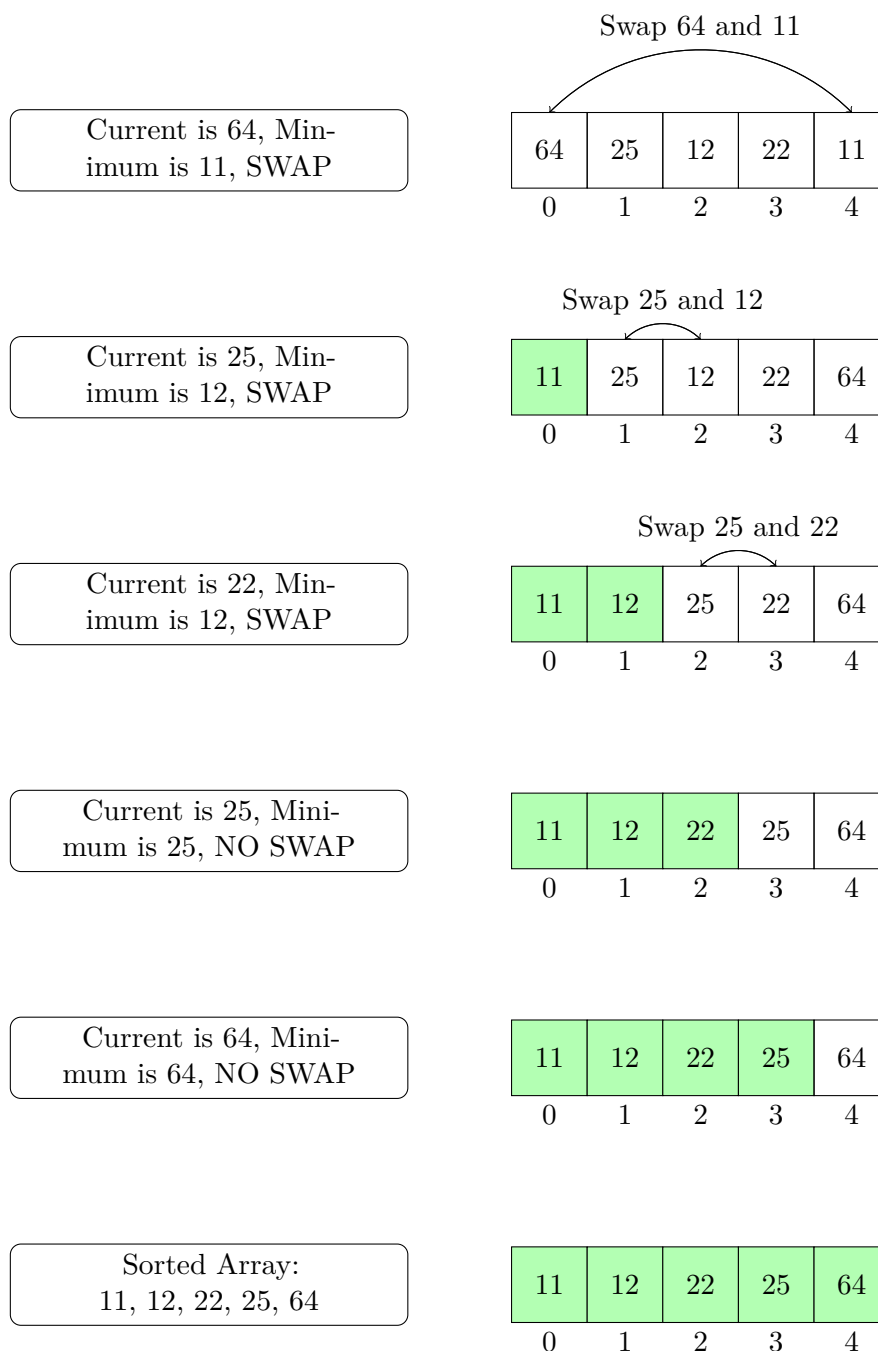 Swap 64 and 11
Current is 64, Min-
imum is 11, SWAP
64 25 12 22 11
0 1 2 3 4
Swap 25 and 12
Current is 25, Min-
imum is 12, SWAP
11 25 12 22 64
0 1 2 3 4
Swap 25 and 22
Current is 22, Min-
imum is 12, SWAP
11 12 25 22 64
0 1 2 3 4
Current is 25, Mini-
mum is 25, NO SWAP
11 12 22 25 64
0 1 2 3 4
Current is 64, Mini-
mum is 64, NO SWAP
11 12 22 25 64
0 1 2 3 4
Sorted Array:
11, 12, 22, 25, 64
11 12 22 25 64
0 1 2 3 4